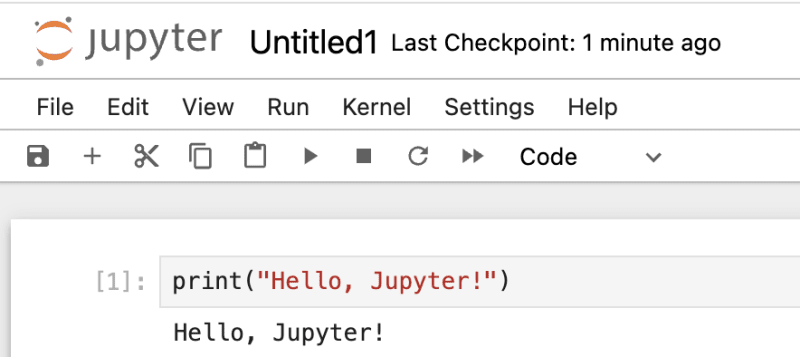 jupyter Untitled1 Last Checkpoint: 1 minute ago
File Edit View Run Kernel Settings Help
Code
[1]: print("Hello, Jupyter!")
Hello, Jupyter!